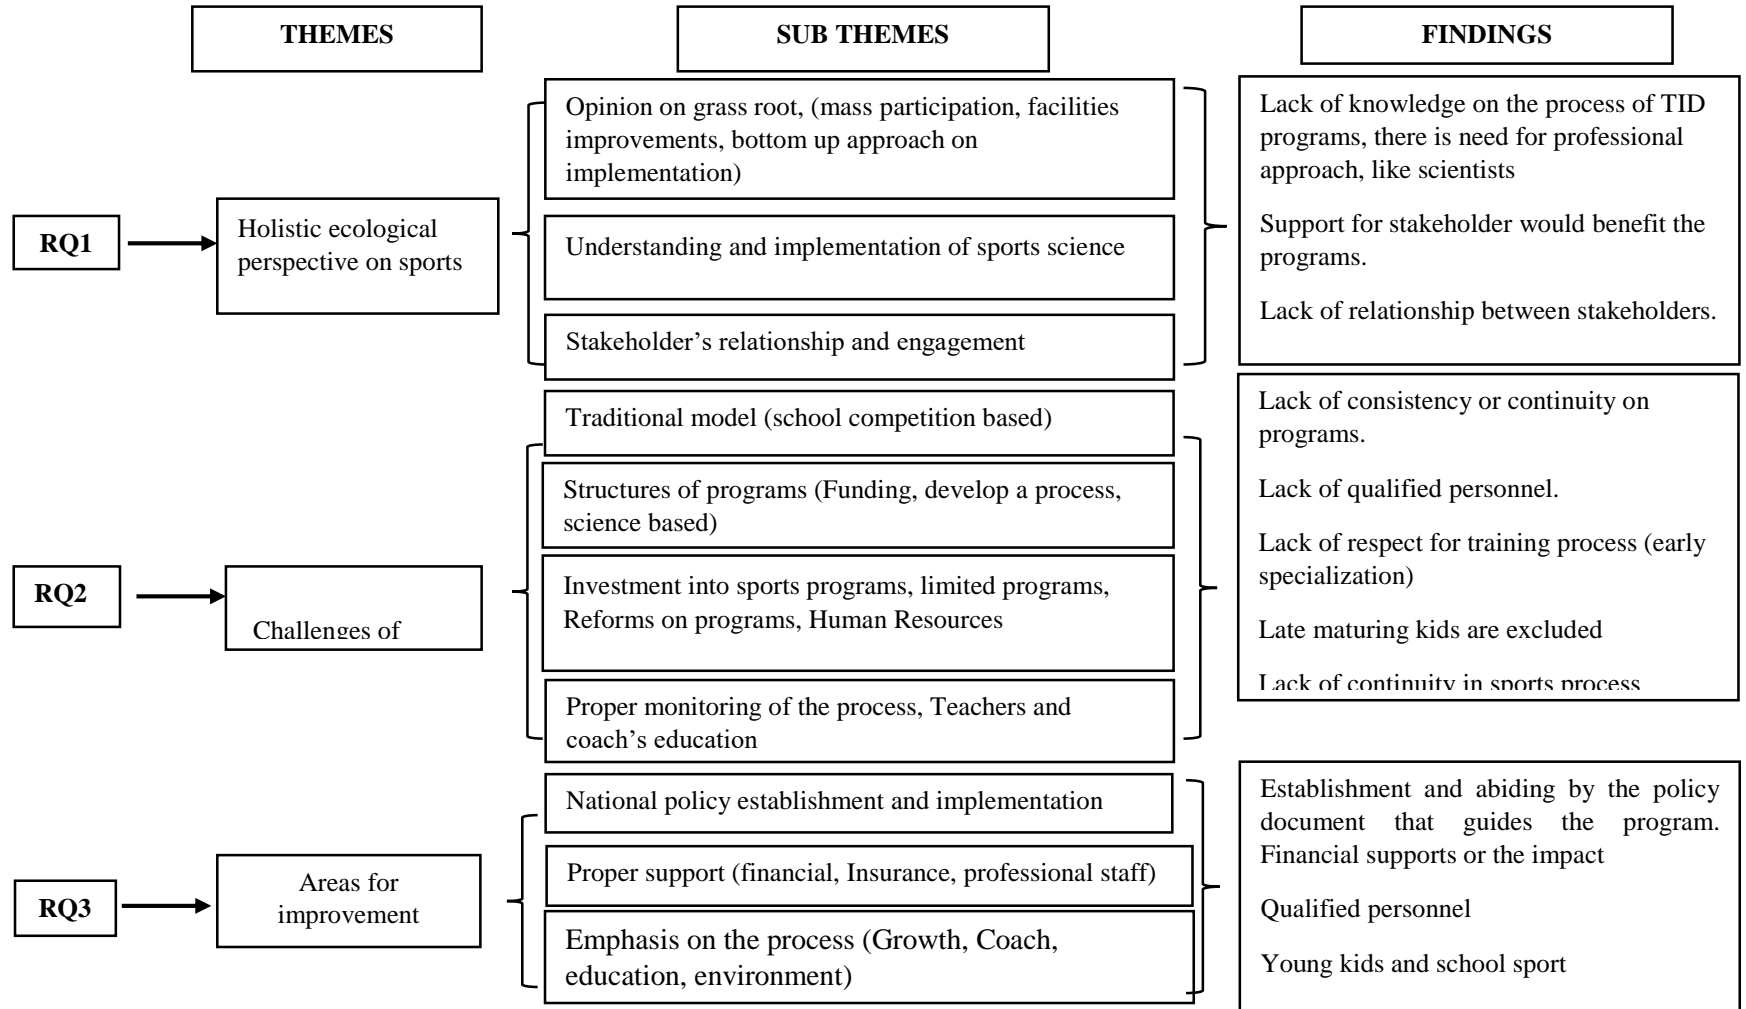 THEMES
SUB THEMES
FINDINGS
RQ1
Holistic ecological
perspective on sports
Opinion on grass root, (mass participation, facilities
improvements, bottom up approach on
implementation)
Understanding and implementation of sports science
Stakeholder’s relationship and engagement
Lack of knowledge on the process of TID
programs, there is need for professional
approach, like scientists
Support for stakeholder would benefit the
programs.
Lack of relationship between stakeholders.
RQ2
Challenges of
Traditional model (school competition based)
Structures of programs (Funding, develop a process,
science based)
Investment into sports programs, limited programs,
Reforms on programs, Human Resources
Proper monitoring of the process, Teachers and
coach’s education
Lack of consistency or continuity on
programs.
Lack of qualified personnel.
Lack of respect for training process (early
specialization)
Late maturing kids are excluded
Lack of continuity in sports process
RQ3
Areas for
improvement
National policy establishment and implementation
Proper support (financial, Insurance, professional staff)
Emphasis on the process (Growth, Coach,
education, environment)
Establishment and abiding by the policy
document that guides the program.
Financial supports or the impact
Qualified personnel
Young kids and school sport